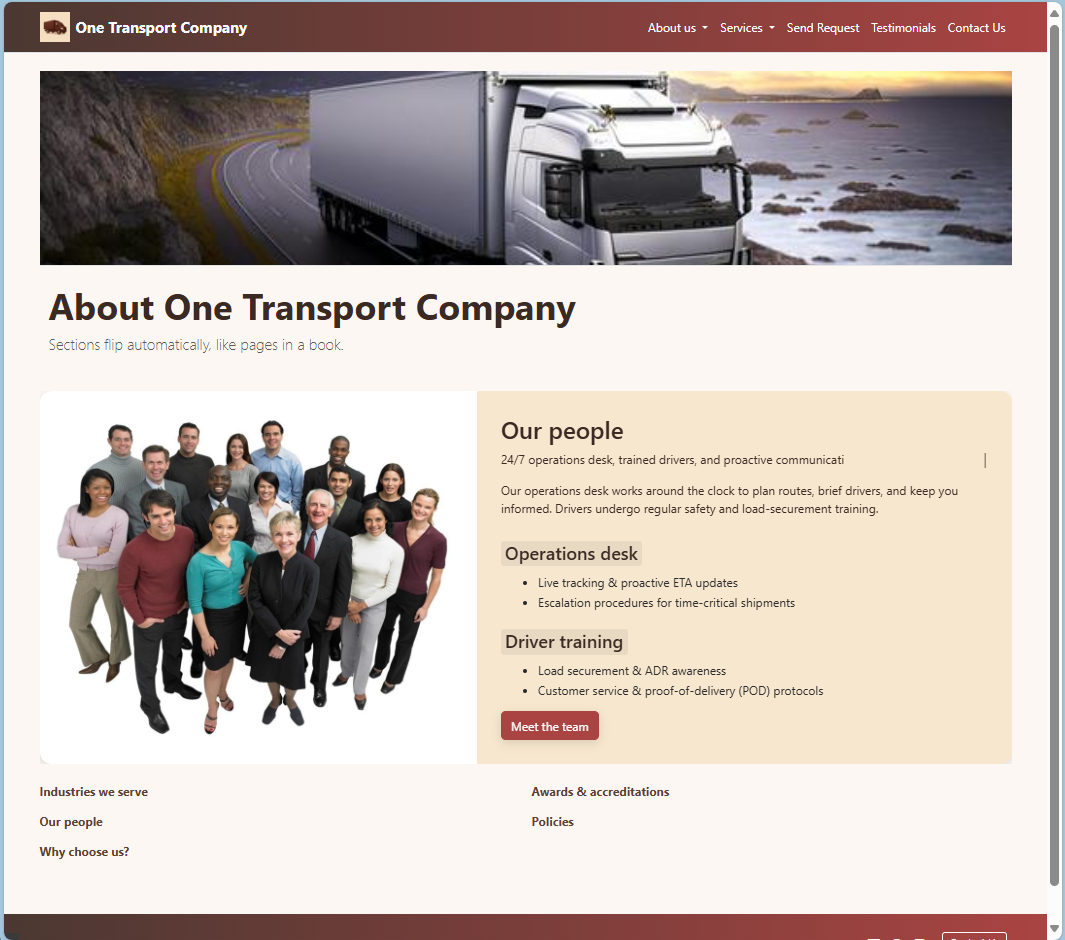 One Transport Company
About us
Services
Send Request
Testimonials
Contact Us
About One Transport Company
Sections flip automatically, like pages in a book.
Our people
24/7 operations desk, trained drivers, and proactive communicati
Our operations desk works around the clock to plan routes, brief drivers, and keep you
informed. Drivers undergo regular safety and load-securement training.
Operations desk
Live tracking & proactive ETA updates
Escalation procedures for time-critical shipments
Driver training
Load securement & ADR awareness
Customer service & proof-of-delivery (POD) protocols
Meet the team
Industries we serve
Our people
Why choose us?
Awards & accreditations
Policies